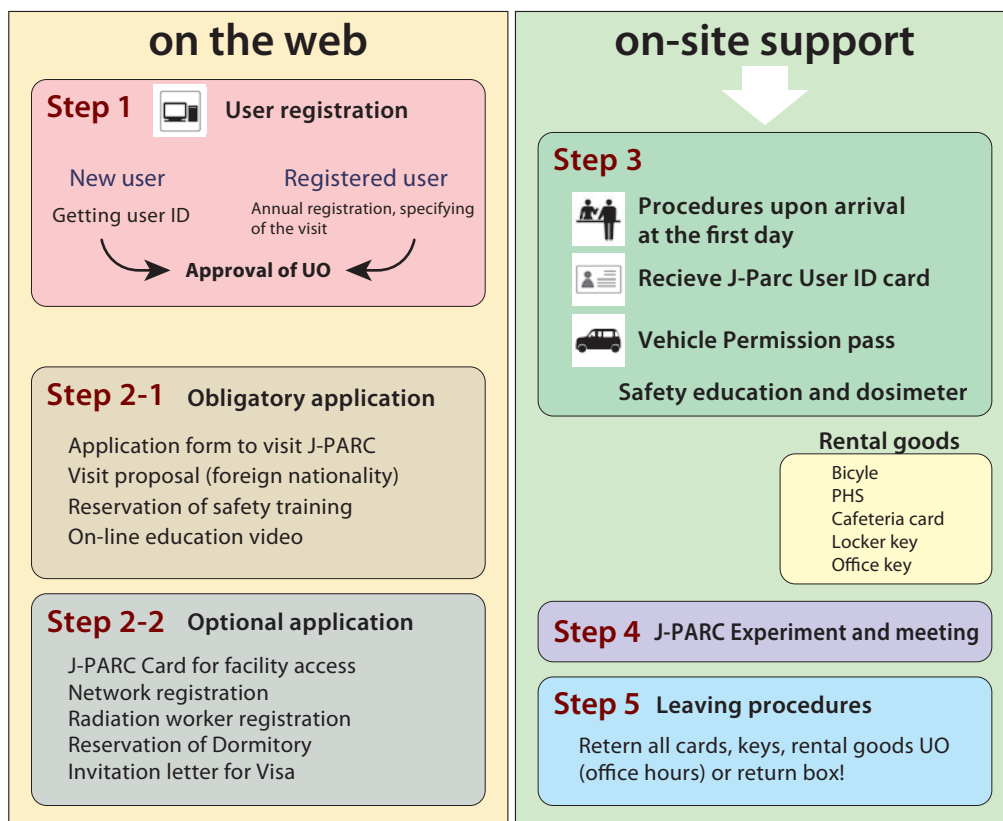 on the web
Step 1 User registration
New user
Getting user ID
Registered user
Annual registration, specifying
of the visit
Approval of UO
Step 2-1 Obligatory application
Application form to visit J-PARC
Visit proposal (foreign nationality)
Reservation of safety training
On-line education video
Step 2-2 Optional application
J-PARC Card for facility access
Network registration
Radiation worker registration
Reservation of Dormitory
Invitation letter for Visa
on-site support
Step 3
Procedures upon arrival
at the first day
Recieve J-Parc User ID card
Vehicle Permission pass
Safety education and dosimeter
Rental goods
Bicyle
PHS
Cafeteria card
Locker key
Office key
Step 4 J-PARC Experiment and meeting
Step 5 Leaving procedures
Retern all cards, keys, rental goods UO
(office hours) or return box!